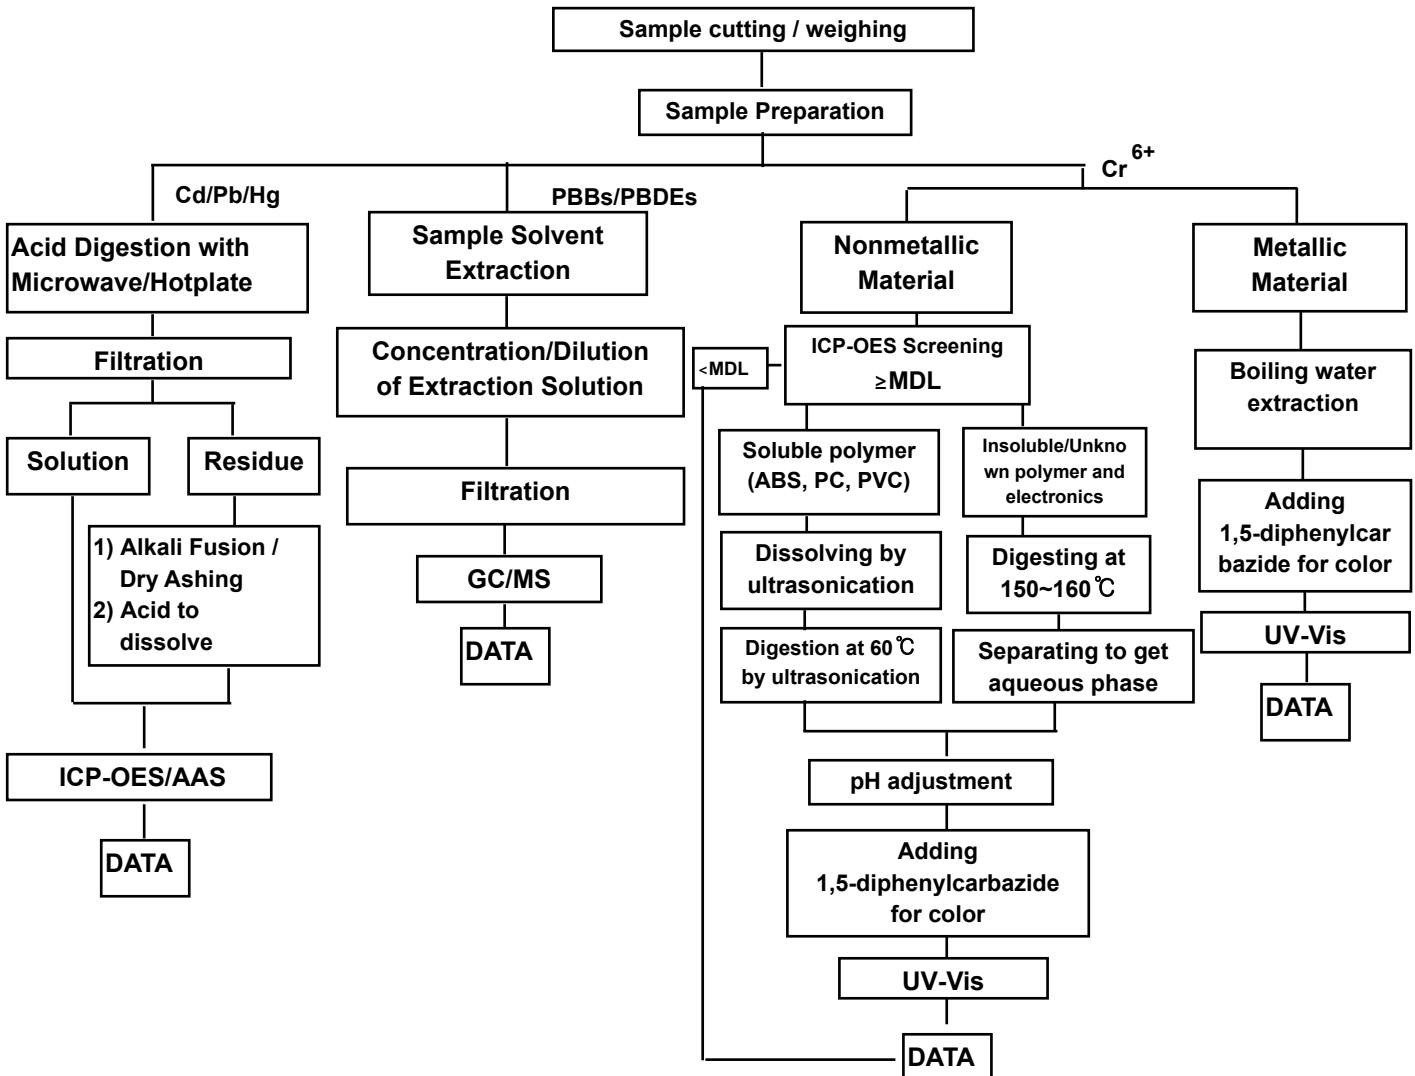 Sample cutting / weighing
Sample Preparation
Cd/Pb/Hg
PBBs/PBDEs
Cr 6+
Acid Digestion with
Microwave/Hotplate
Filtration
Solution
Residue
1) Alkali Fusion /
Dry Ashing
2) Acid to
dissolve
ICP-OES/AAS
DATA
Sample Solvent
Extraction
Concentration/Dilution
of Extraction Solution
Filtration
GC/MS
DATA
Nonmetallic
Material
ICP-OES Screening
≥MDL
<MDL
Soluble polymer
(ABS, PC, PVC)
Dissolving by
ultrasonication
Digestion at 60℃
by ultrasonication
Insoluble/Unkno
wn polymer and
electronics
Digesting at
150~160℃
Separating to get
aqueous phase
pH adjustment
Adding
1,5-diphenylcarbazide
for color
UV-Vis
DATA
Metallic
Material
Boiling water
extraction
Adding
1,5-diphenylcar
bazide for color
UV-Vis
DATA